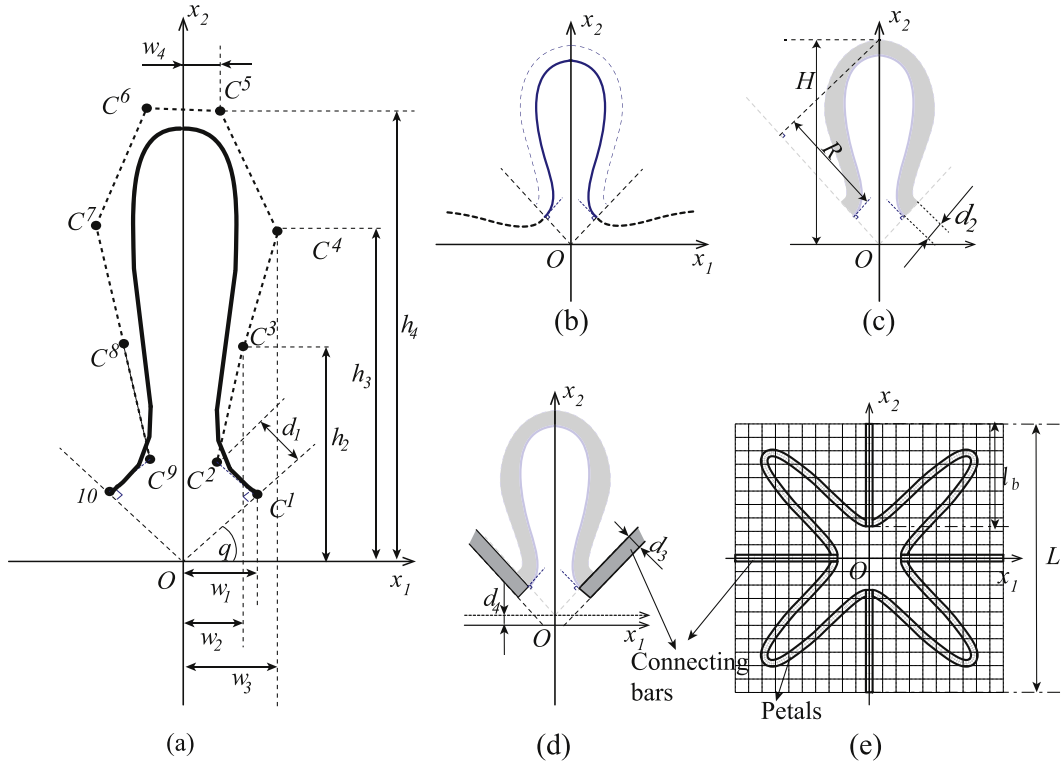 x2
w4
C6
C5
C7
C4
C3
C8
h4
h3
h2
d1
C9
C2
10
C1
q
O
w1
x1
w2
w3
(a)
x2
O
x1
(b)
x2
H
R
d2
O
(c)
x2
d3
d4
O
x1
Connecting
bars
(d)
x2
lb
L
O
x1
Petals
(e)